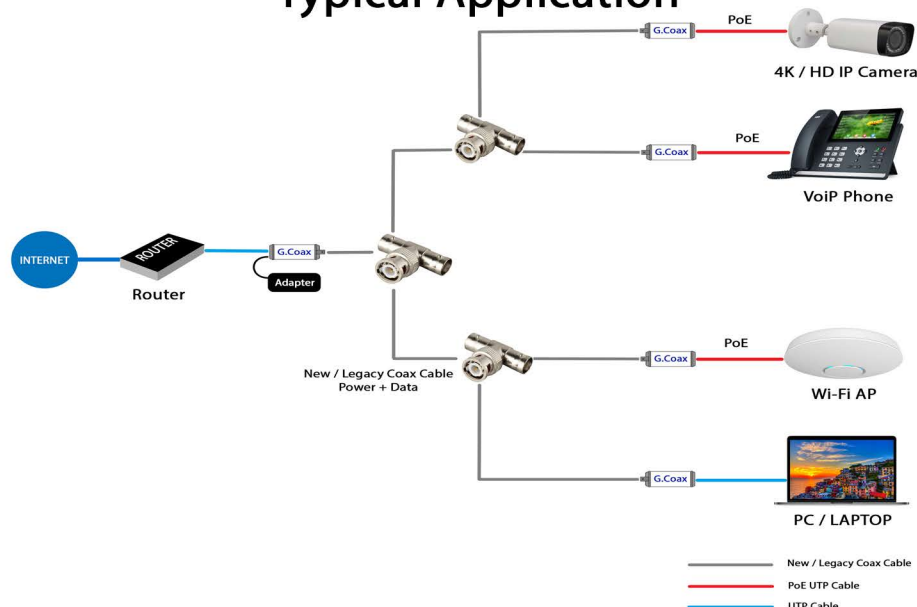 Typical Application
PoE
G.Coax
4K / HD IP Camera
PoE
G.Coax
VoiP Phone
INTERNET
ROUTER
G.Coax
Adapter
Router
New / Legacy Coax Cable
Power + Data
PoE
G.Coax
Wi-Fi AP
G.Coax
PC / LAPTOP
New / Legacy Coax Cable
PoE UTP Cable
UTP Cable